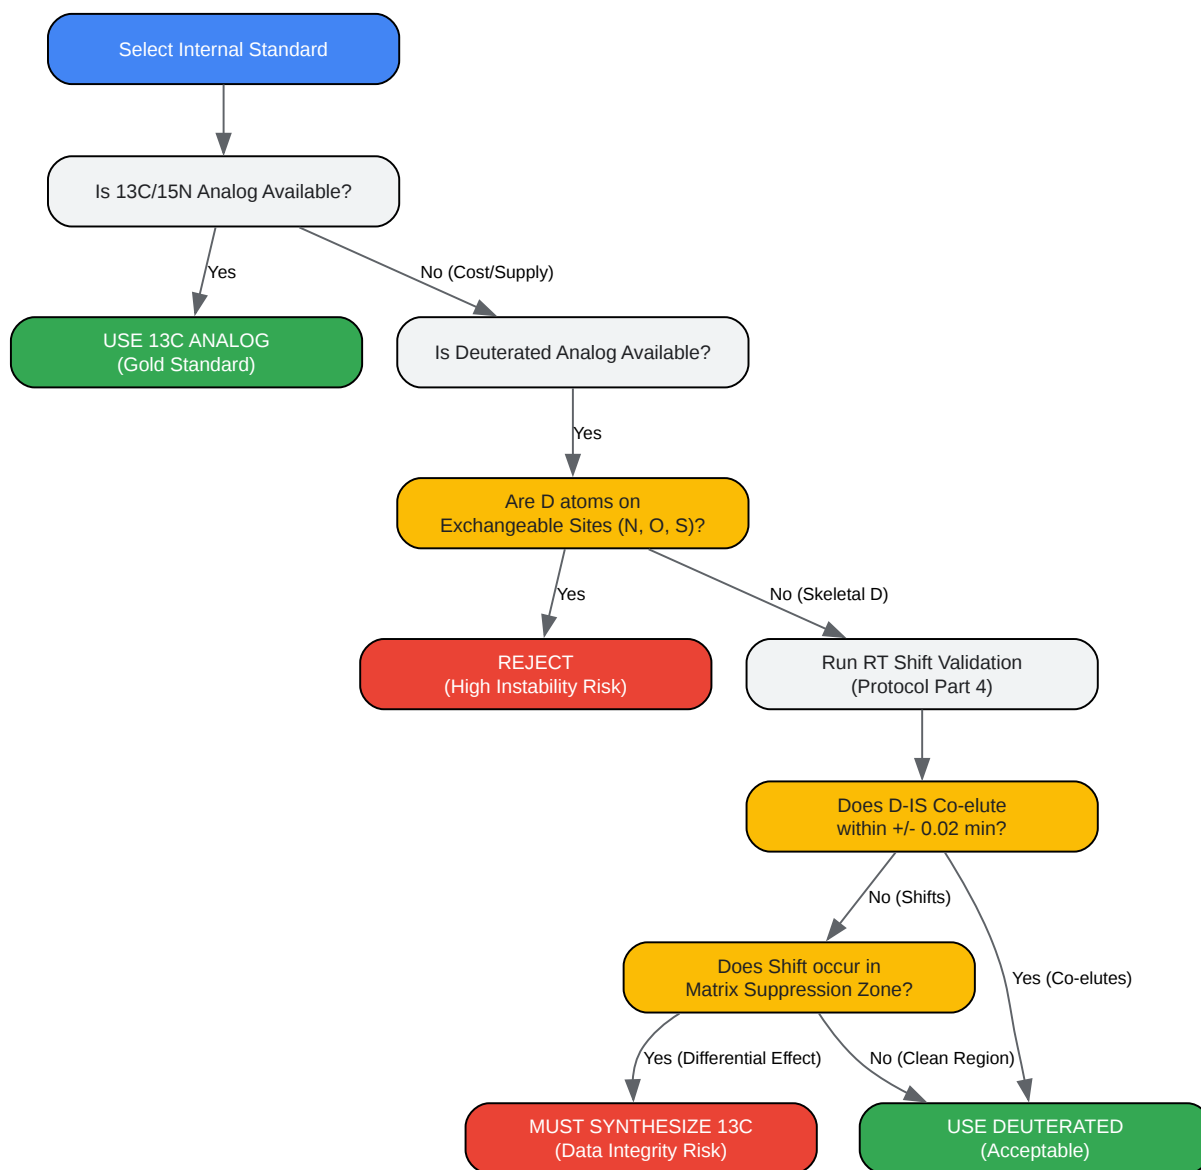 Select Internal Standard
Is 13C/15N Analog Available?
Yes
No (Cost/Supply)
USE 13C ANALOG
(Gold Standard)
Is Deuterated Analog Available?
Yes
Are D atoms on
Exchangeable Sites (N, O, S)?
Yes
No (Skeletal D)
REJECT
(High Instability Risk)
Run RT Shift Validation
(Protocol Part 4)
Does D-IS Co-elute
within +/- 0.02 min?
No (Shifts)
Yes (Co-elutes)
Does Shift occur in
Matrix Suppression Zone?
Yes (Differential Effect)
No (Clean Region)
MUST SYNTHESIZE 13C
(Data Integrity Risk)
USE DEUTERATED
(Acceptable)